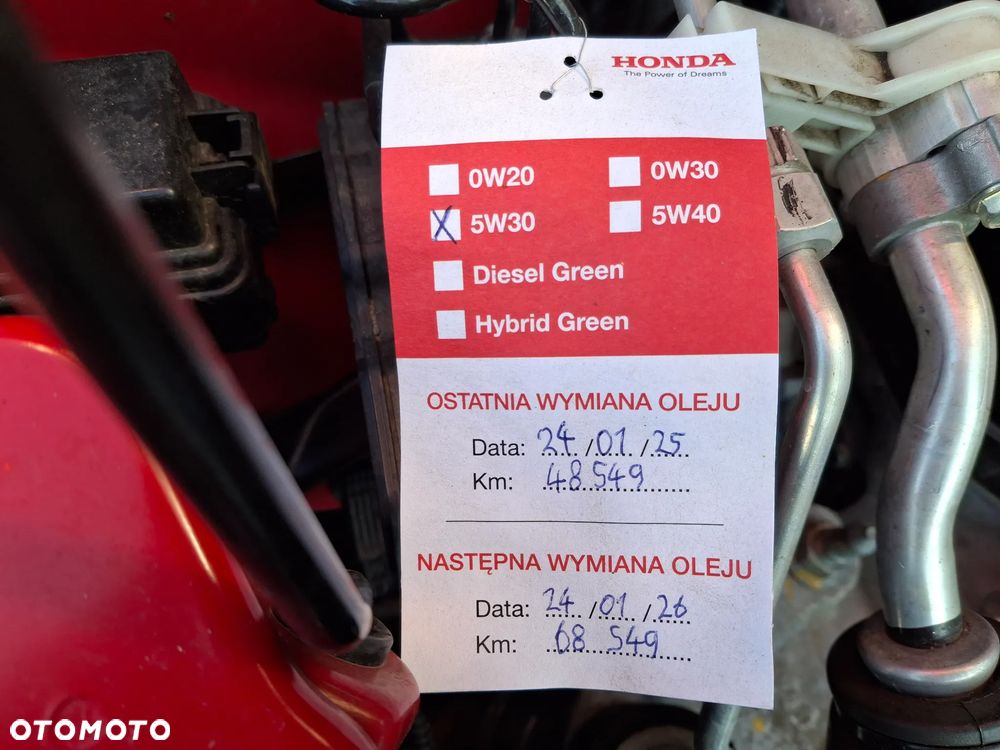 HONDA
The Power of Dreams
0W20 0W30
X 5W30 5W40
Diesel Green
Hybrid Green
OSTATNIA WYMIANA OLEJU
Data: 24/01/25
Km: 48 549
NASTĘPNA WYMIANA OLEJU
Data: 24/01/26
Km: 68 549
OTOMOTO